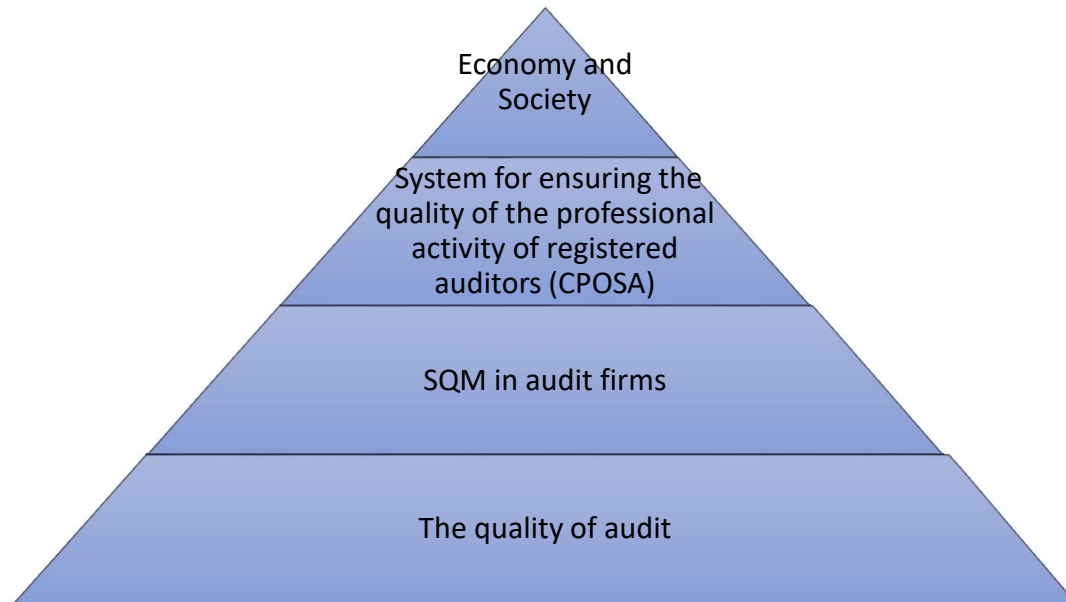 Economy and
Society
System for ensuring the
quality of the professional
activity of registered
auditors (CPOSA)
SQM in audit firms
The quality of audit